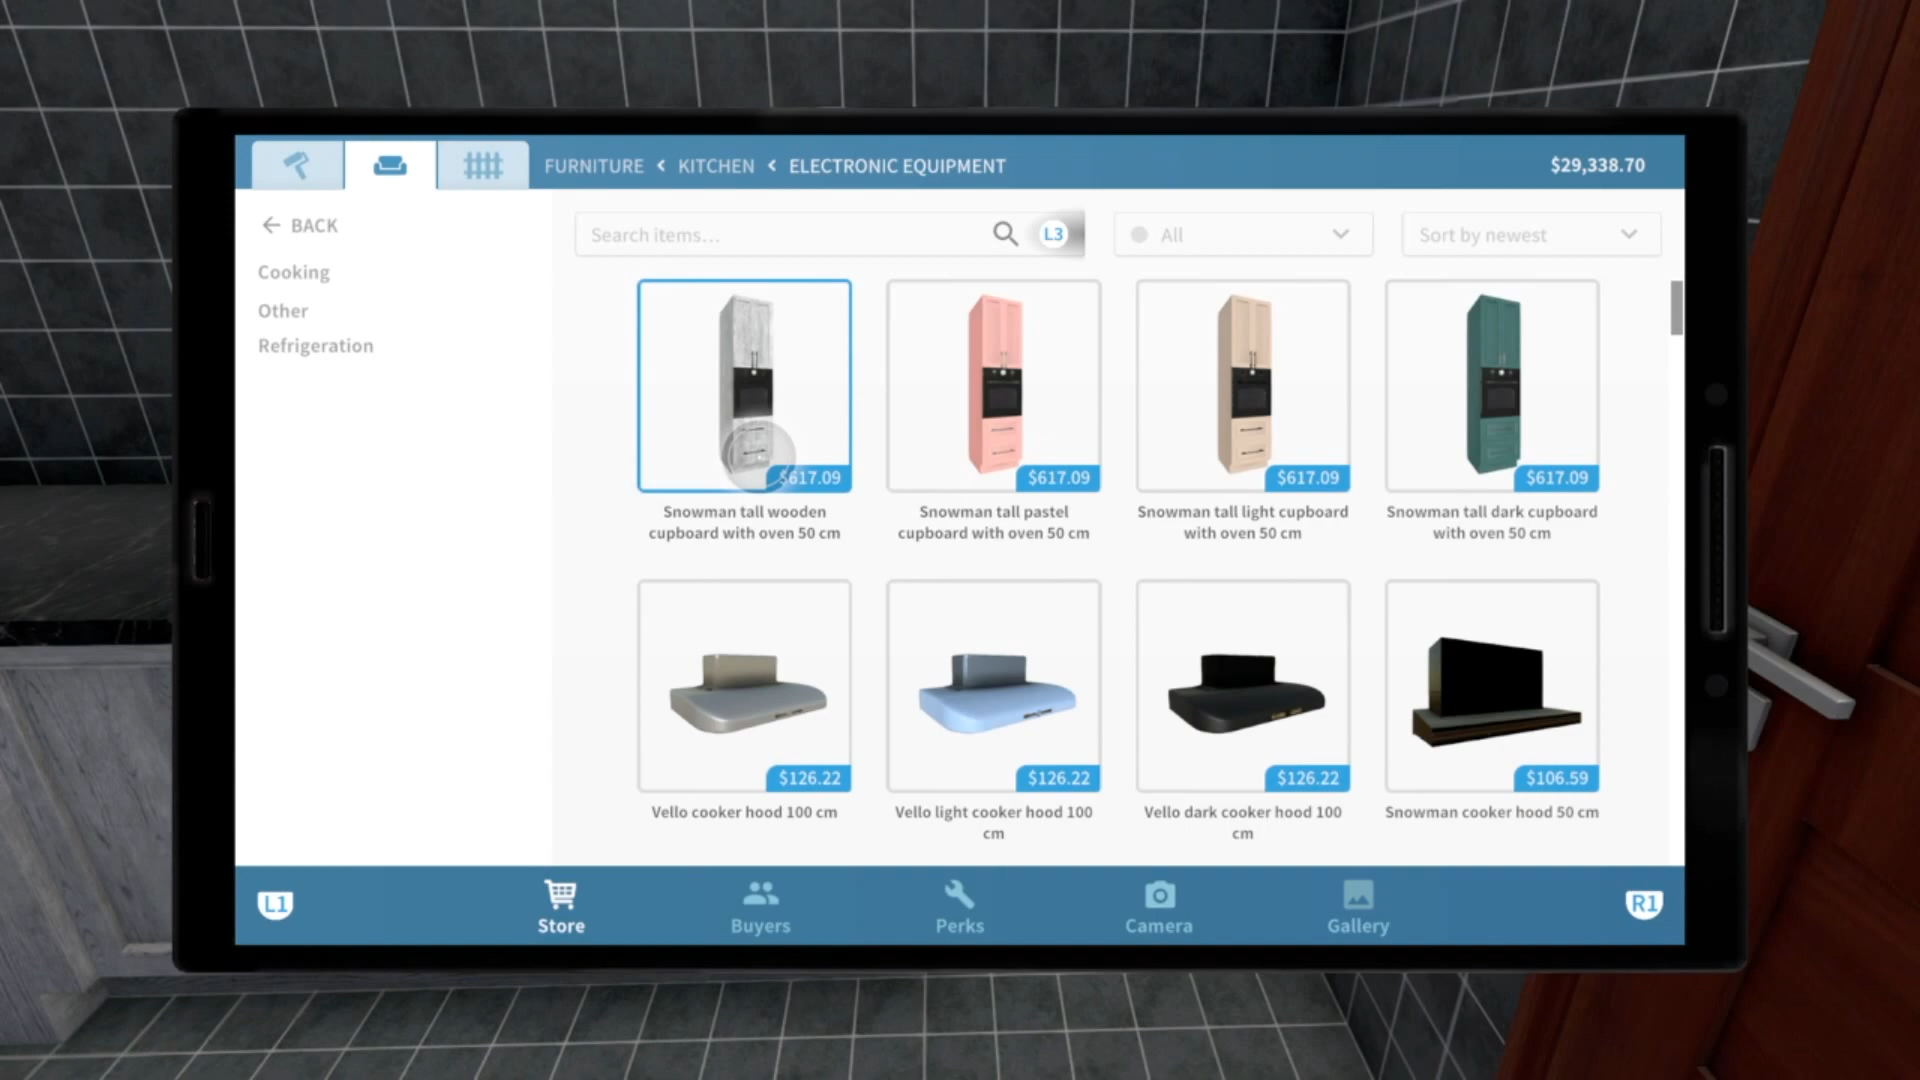 FURNITURE < KITCHEN < ELECTRONIC EQUIPMENT
$29,338.70
BACK
Cooking
Other
Refrigeration
Search items...
L3
All
Sort by newest
$617.09
$617.09
$617.09
$617.09
Snowman tall wooden
cupboard with oven 50 cm
Snowman tall pastel
cupboard with oven 50 cm
Snowman tall light cupboard
with oven 50 cm
Snowman tall dark cupboard
with oven 50 cm
$126.22
$126.22
$126.22
$106.59
Vello cooker hood 100 cm
Vello light cooker hood 100
cm
Vello dark cooker hood 100
cm
Snowman cooker hood 50 cm
L1
Store
Buyers
Perks
Camera
Gallery
R1